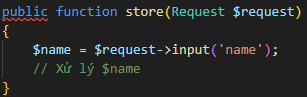 public function store(Request $request)
{
    $name = $request->input('name');
    // Xử lý $name
}